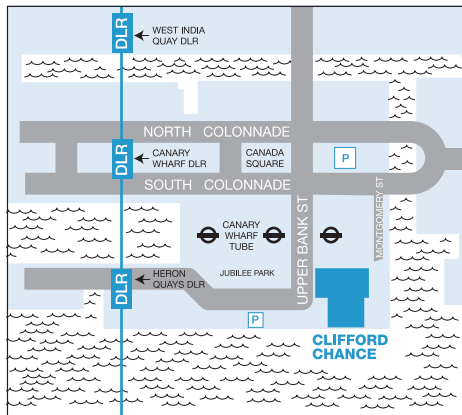 DLR
WEST INDIA
QUAY DLR
NORTH COLONNADE
DLR
CANARY
WHARF DLR
CANADA
SQUARE
P
SOUTH COLONNADE
MONTGOMERY ST
UPPER BANK ST
CANARY
WHARF
TUBE
DLR
HERON
QUAYS DLR
JUBILEE PARK
P
CLIFFORD
CHANCE